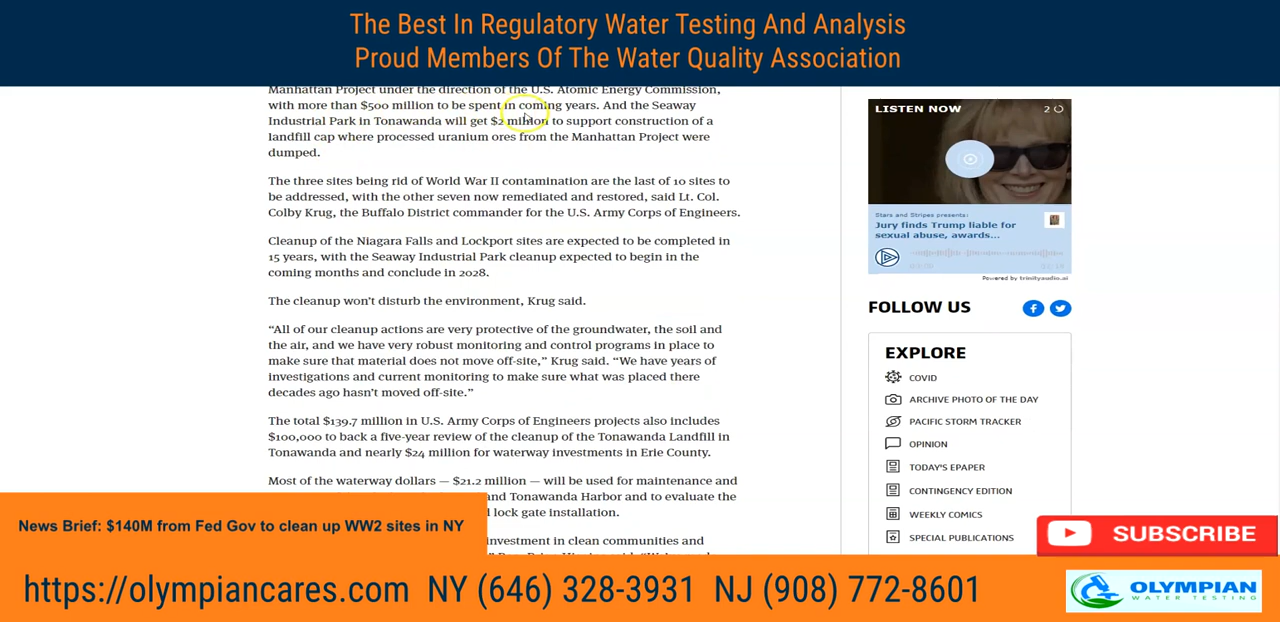 The Best In Regulatory Water Testing And Analysis
Proud Members Of The Water Quality Association
Manhattan Project under the direction of the U.S. Atomic Energy Commission,
with more than $500 million to be spent in coming years. And the Seaway
Industrial Park in Tonawanda will get $2 million to support construction of a
landfill cap where processed uranium ores from the Manhattan Project were
dumped.
The three sites being rid of World War II contamination are the last of 10 sites to
be addressed, with the other seven now remediated and restored, said Lt. Col.
Colby Krug, the Buffalo District commander for the U.S. Army Corps of Engineers.
Cleanup of the Niagara Falls and Lockport sites are expected to be completed in
15 years, with the Seaway Industrial Park cleanup expected to begin in the
coming months and conclude in 2028.
The cleanup won’t disturb the environment, Krug said.
“All of our cleanup actions are very protective of the groundwater, the soil and
the air, and we have very robust monitoring and control programs in place to
make sure that material does not move off-site,” Krug said. “We have years of
investigations and current monitoring to make sure what was placed there
decades ago hasn’t moved off-site.”
The total $139.7 million in U.S. Army Corps of Engineers projects also includes
$100,000 to back a five-year review of the cleanup of the Tonawanda Landfill in
Tonawanda and nearly $24 million for waterway investments in Erie County.
Most of the waterway dollars — $21.2 million — will be used for maintenance and
and Tonawanda Harbor and to evaluate the
lock gate installation.
investment in clean communities and
LISTEN NOW
2
Stars and Stripes presents:
Jury finds Trump liable for
sexual abuse, awards...
Powered by trinityaudio.ai
FOLLOW US
EXPLORE
COVID
ARCHIVE PHOTO OF THE DAY
PACIFIC STORM TRACKER
OPINION
TODAY'S EPAPER
CONTINGENCY EDITION
WEEKLY COMICS
SPECIAL PUBLICATIONS
News Brief: $140M from Fed Gov to clean up WW2 sites in NY
SUBSCRIBE
https://olympiancares.com NY (646) 328-3931 NJ (908) 772-8601
OLYMPIAN
WATER TESTING